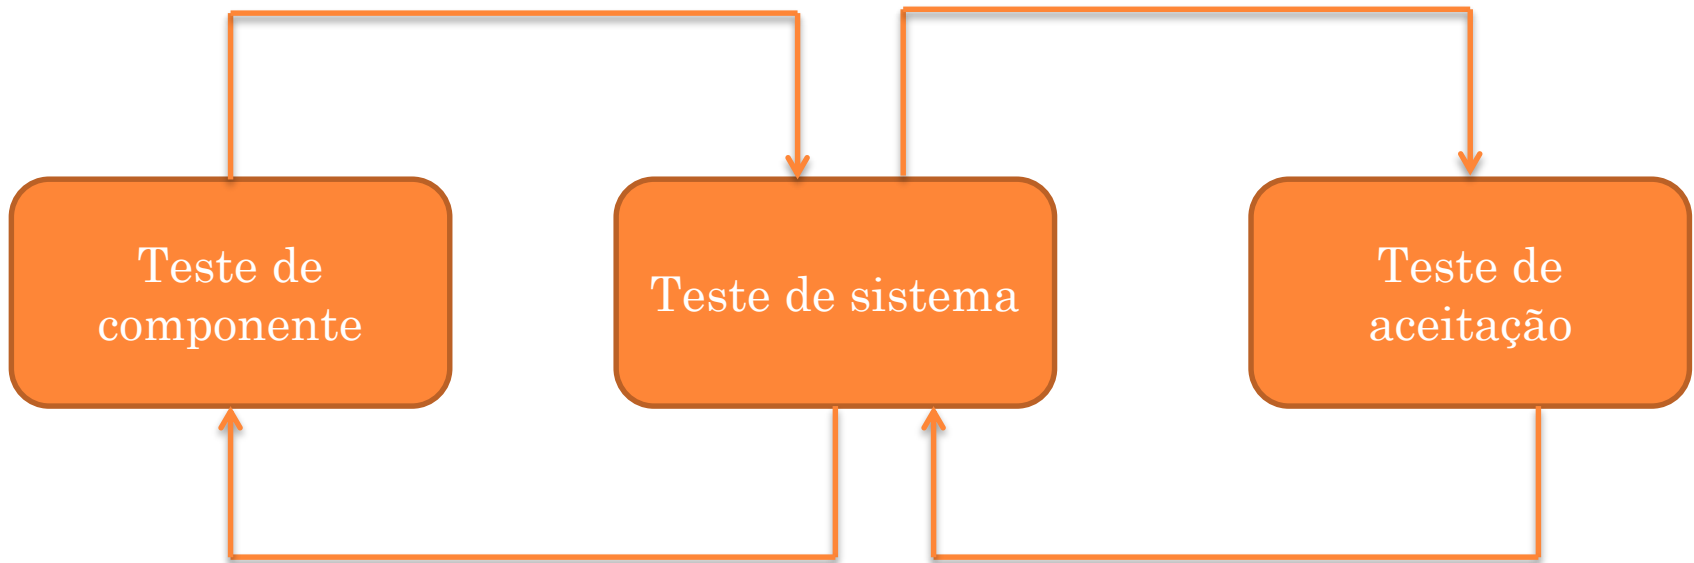 Teste de
componente
Teste de sistema
Teste de
aceitação